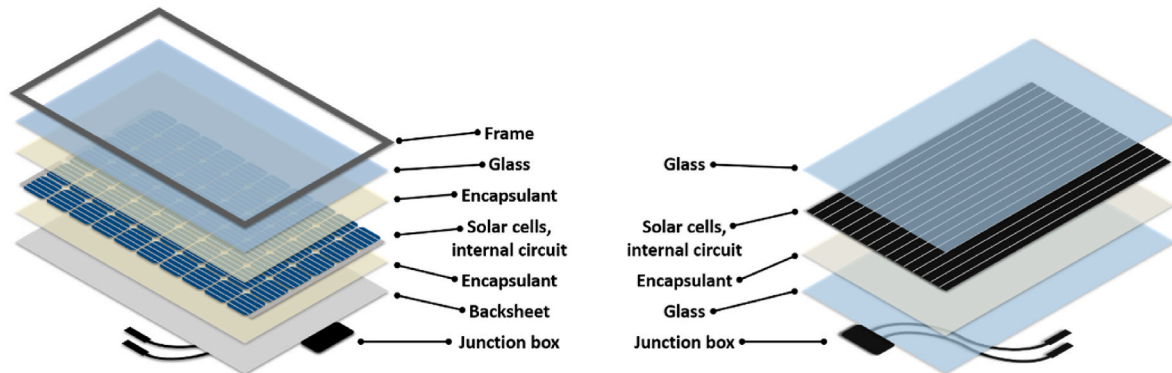 Frame
Glass
Encapsulant
Solar cells,
internal circuit
Encapsulant
Backsheet
Junction box
Glass
Solar cells,
internal circuit
Encapsulant
Glass
Junction box